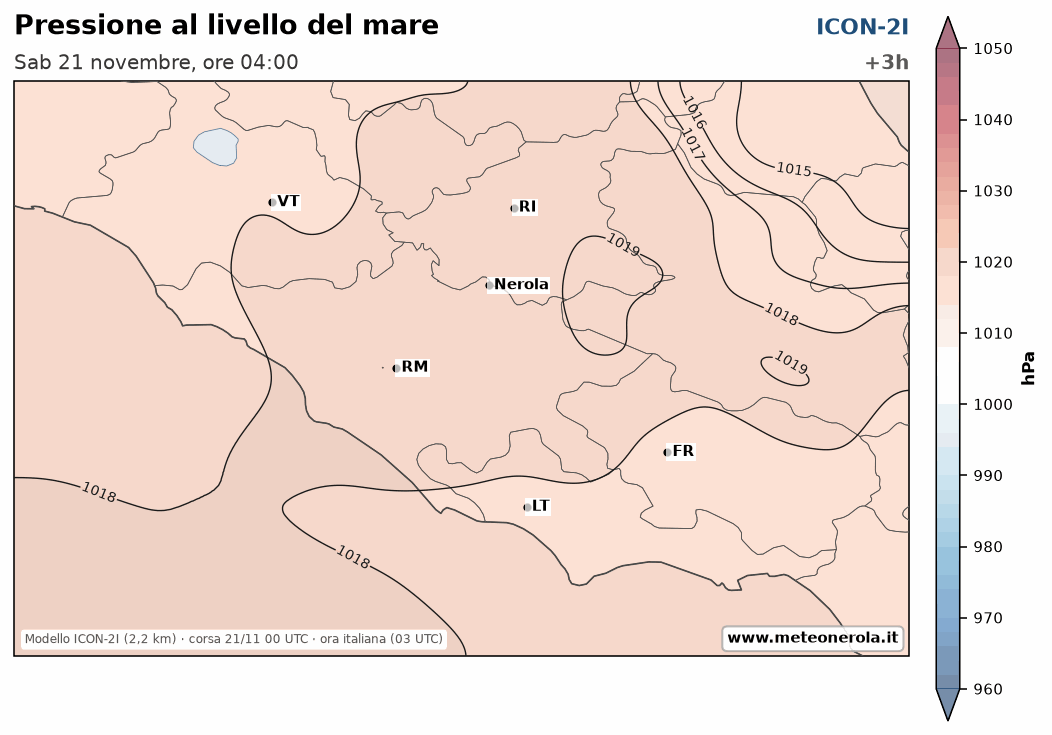 Pressione al livello del mare
ICON-2I
Sab 21 novembre, ore 04:00
+3h
1016
1017
1015
VT
RI
1019
Nerola
1018
1019
RM
FR
1018
LT
1018
Modello ICON-2I (2,2 km) · corsa 21/11 00 UTC · ora italiana (03 UTC)
www.meteonerola.it
1050
1040
1030
1020
1010
1000
990
980
970
960
hPa